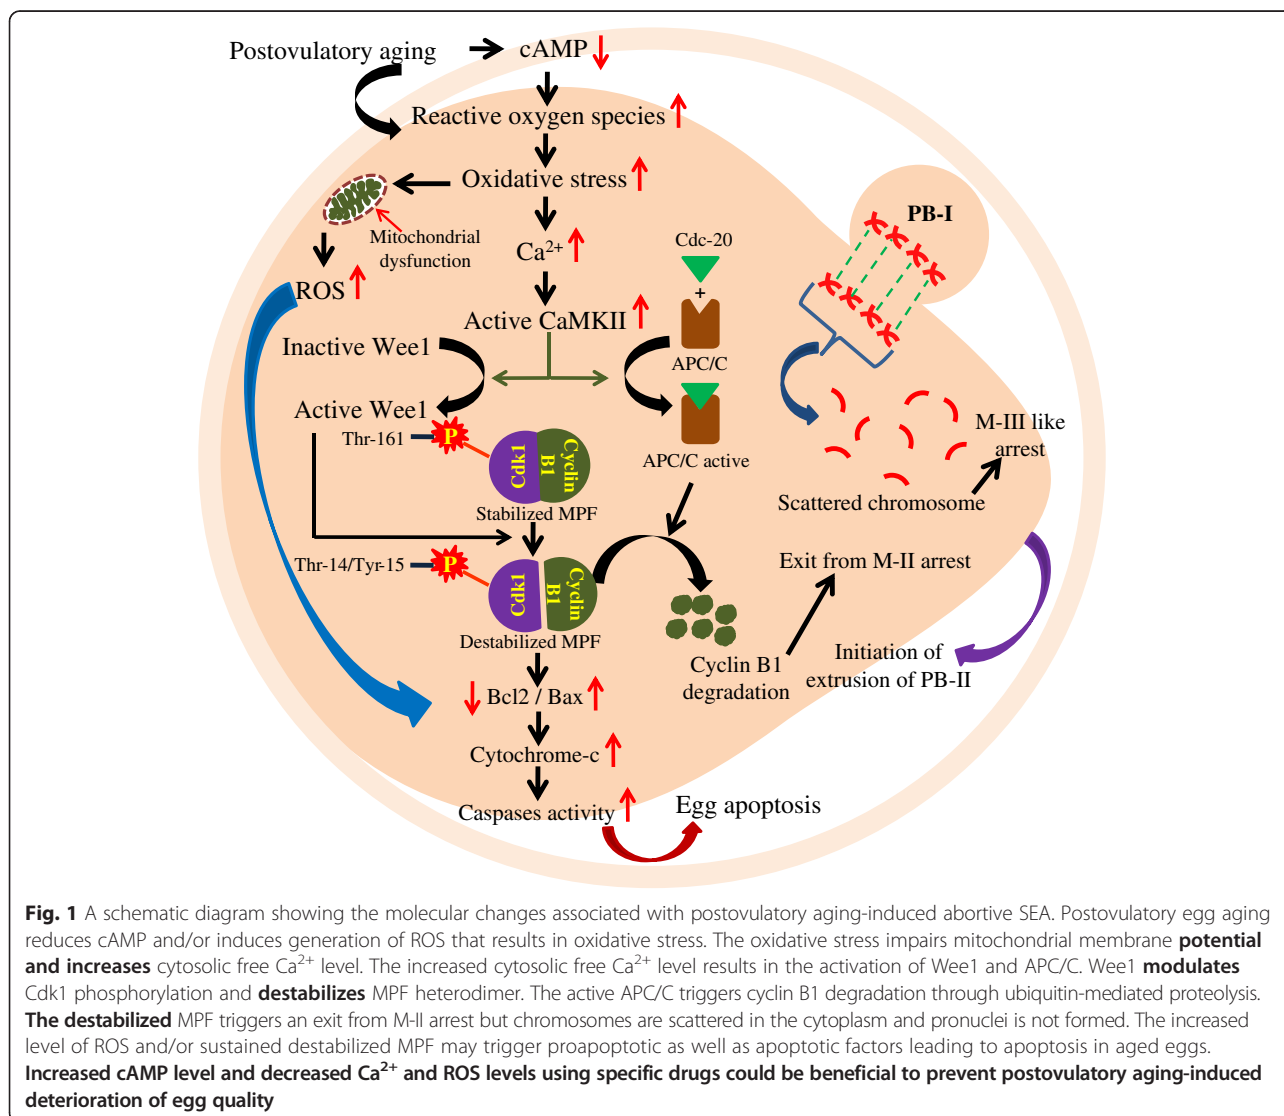 Postovulatory aging
cAMP
Reactive oxygen species
Oxidative stress
Mitochondrial
dysfunction
Ca²⁺
ROS
Active CaMKII
Cdc-20
+
APC/C
PB-I
Inactive Wee1
Active Wee1
Thr-161
P
Cdk1
Cyclin
B1
Stabilized MPF
APC/C active
M-III like
arrest
Scattered chromosome
Thr-14/Tyr-15
P
Cdk1
Cyclin
B1
Destabilized MPF
Exit from M-II arrest
Cyclin B1
degradation
Initiation of
extrusion of PB-II
Bcl2 / Bax
Cytochrome-c
Caspases activity
Egg apoptosis
Fig. 1 A schematic diagram showing the molecular changes associated with postovulatory aging-induced abortive SEA. Postovulatory egg aging
reduces cAMP and/or induces generation of ROS that results in oxidative stress. The oxidative stress impairs mitochondrial membrane potential
and increases cytosolic free Ca²⁺ level. The increased cytosolic free Ca²⁺ level results in the activation of Wee1 and APC/C. Wee1 modulates
Cdk1 phosphorylation and destabilizes MPF heterodimer. The active APC/C triggers cyclin B1 degradation through ubiquitin-mediated proteolysis.
The destabilized MPF triggers an exit from M-II arrest but chromosomes are scattered in the cytoplasm and pronuclei is not formed. The increased
level of ROS and/or sustained destabilized MPF may trigger proapoptotic as well as apoptotic factors leading to apoptosis in aged eggs.
Increased cAMP level and decreased Ca²⁺ and ROS levels using specific drugs could be beneficial to prevent postovulatory aging-induced
deterioration of egg quality